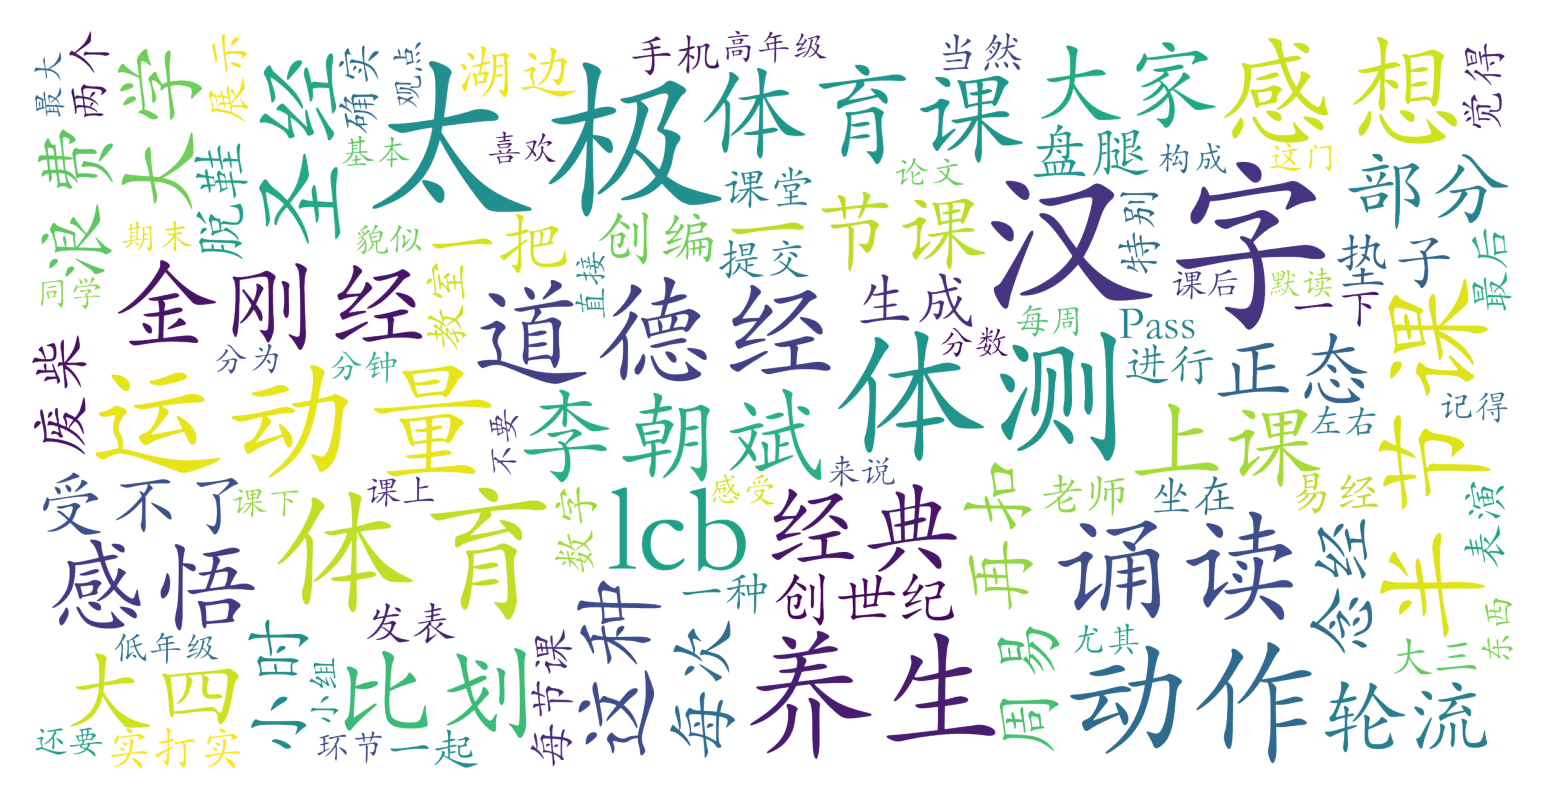 最大
两个
大学
展示
圣经
确实
观点
湖边
太极
手机
高年级
体育课
当然
大家
感想
觉得
浪费
脱鞋
基本
喜欢
课堂
论文
盘腿
构成
这门
部分
期末
貌似
一把
创编
提交
一节课
汉字
特别
垫子
最后
同学
金刚经
教室
直接
道德经
生成
课后
默读
一下
每周
分数
Pass
体测
进行
正态
半节课
废柴
分为
分钟
运动量
不要
李朝斌
上课
左右
记得
受不了
课下
课上
体育
数字
lcb
感受
来说
经典
再扣
老师
坐在
易经
表演
感悟
发表
创世纪
一种
诵读
念经
低年级
小时
小组
每节课
这种
每次
养生
周易
尤其
动作
大三
东西
大四
比划
轮流
还要
实打实
环节
一起